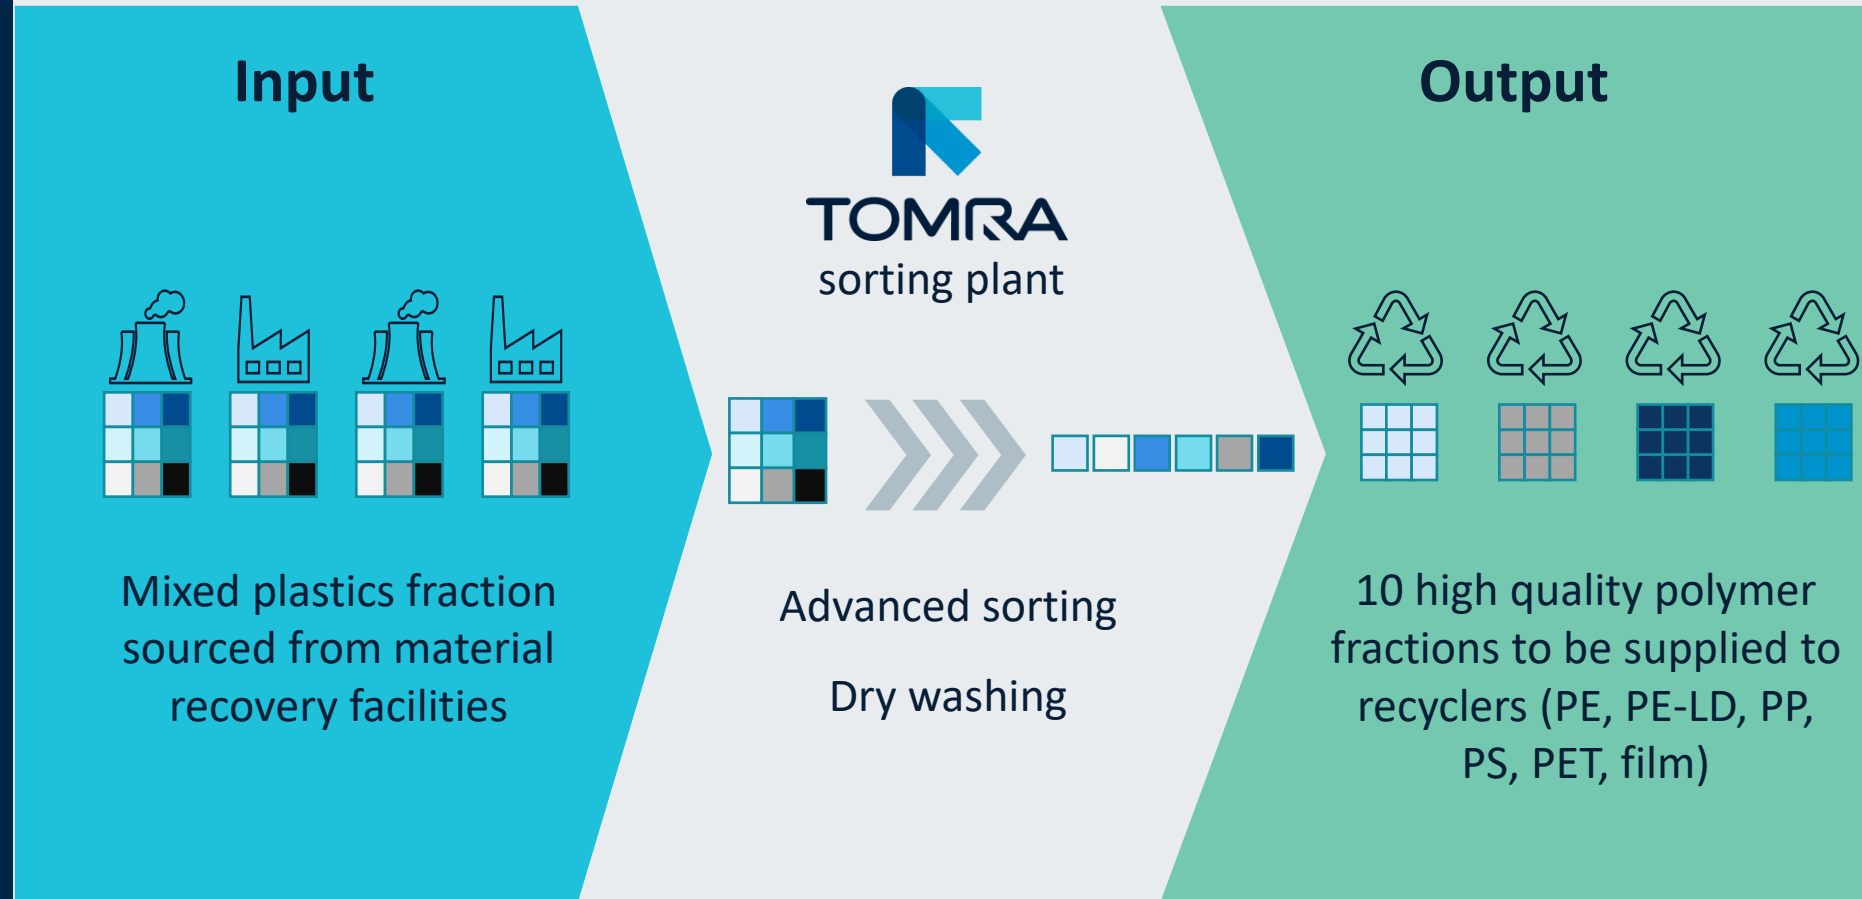 Input
Mixed plastics fraction
sourced from material
recovery facilities
TOMRA
sorting plant
Advanced sorting
Dry washing
Output
10 high quality polymer
fractions to be supplied to
recyclers (PE, PE-LD, PP,
PS, PET, film)